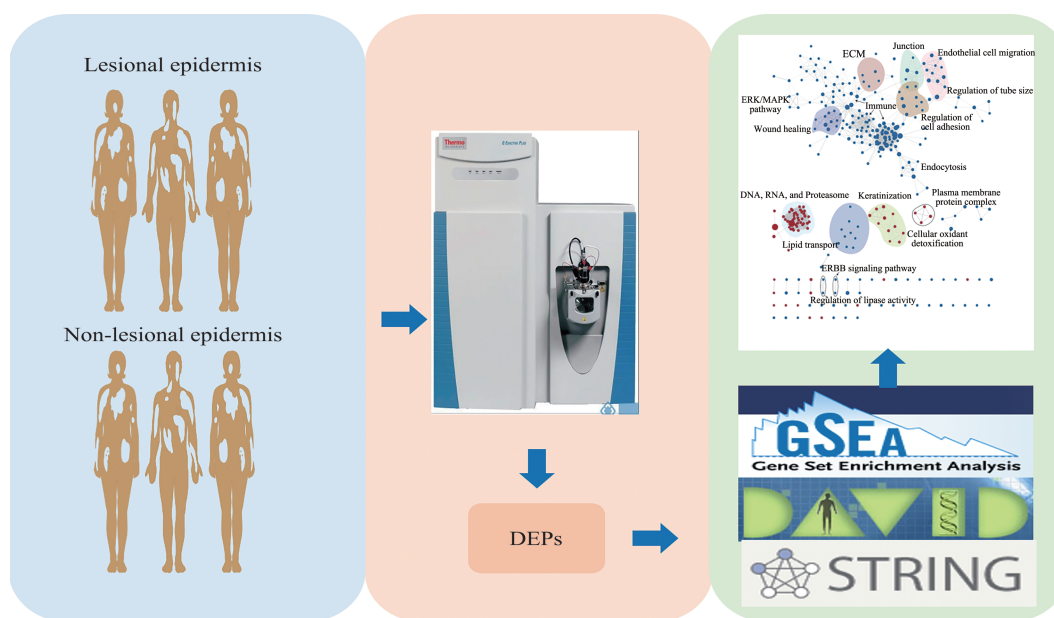 Lesional epidermis
Non-lesional epidermis
Thermo
DEPs
ECM
Junction
Endothelial cell migration
ERK/MAPK
pathway
Immune
Regulation of tube size
Wound healing
Regulation of
cell adhesion
Endocytosis
DNA, RNA, and Proteasome
Keratinization
Plasma membrane
protein complex
Lipid transport
Cellular oxidant
detoxification
ERBB signaling pathway
Regulation of lipase activity
GSEA
Gene Set Enrichment Analysis
DAVID
STRING